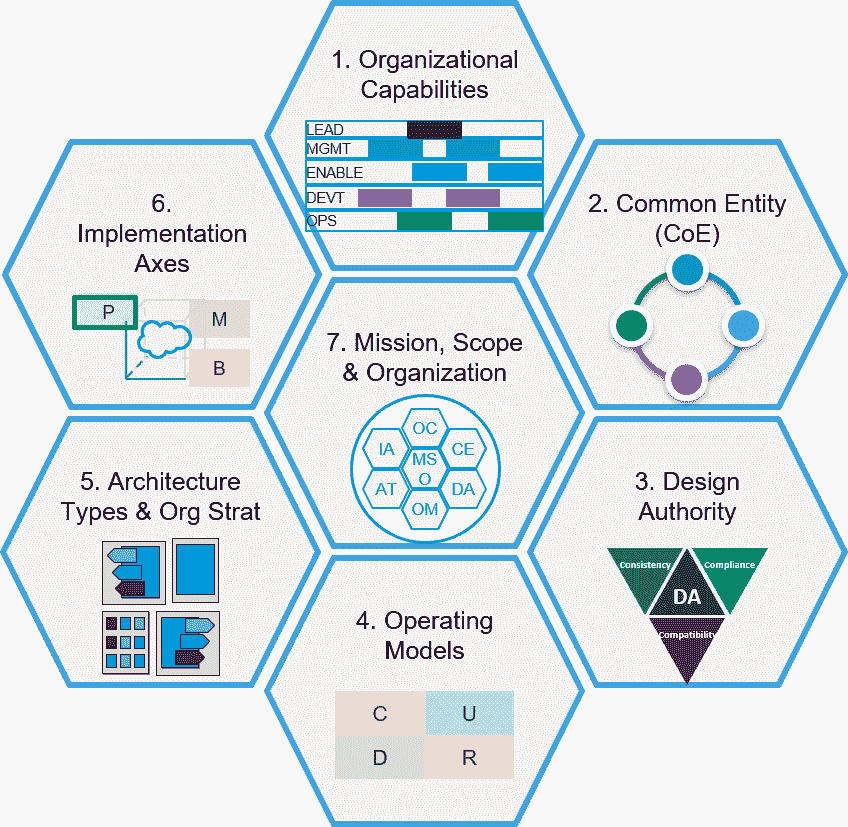 1. Organizational
Capabilities
LEAD
MGMT
ENABLE
DEVT
OPS
2. Common Entity
(CoE)
3. Design
Authority
Consistency
Compliance
DA
Compatibility
4. Operating
Models
C
U
D
R
5. Architecture
Types & Org Strat
6.
Implementation
Axes
P
M
B
7. Mission, Scope
& Organization
OC
IA
CE
MS
O
AT
DA
OM